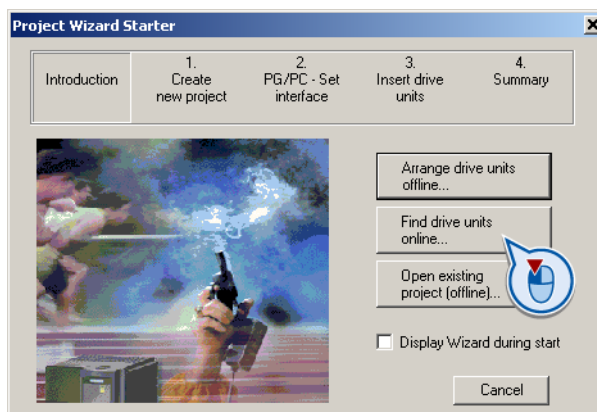 Project Wizard Starter
Introduction
1.
Create
new project
2.
PG/PC - Set
interface
3.
Insert drive
units
4.
Summary
Arrange drive units
offline...
Find drive units
online...
Open existing
project (offline)...
Display Wizard during start
Cancel